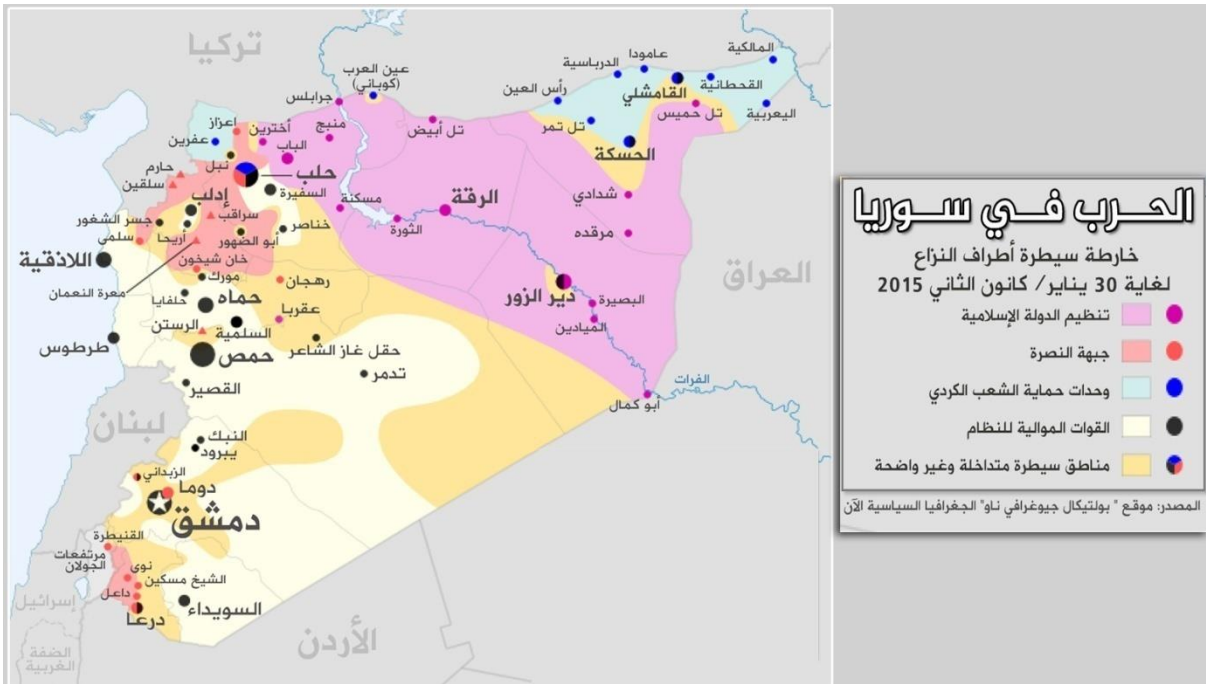 الحرب في سوريا
خارطة سيطرة أطراف النزاع
لغاية 30 يناير/ كانون الثاني 2015
تنظيم الدولة الإسلامية
جبهة النصرة
وحدات حماية الشعب الكردي
القوات الموالية للنظام
مناطق سيطرة متداخلة وغير واضحة
المصدر: موقع " بولتيكال جيوغرافي ناو" الجغرافيا السياسية الآن
تركيا
المالكية
عامودا
الدرباسية
القحطانية
القامشلي
عين العرب
(كوباني)
رأس العين
جرابلس
اليعربية
تل حميس
تل تمر
تل أبيض
منبج
أخترين
اعزاز
عفرين
الباب
الحسكة
نبل
حارم
حلب
سلقين
السفيرة
شدادي
الرقة
مسكنة
إدلب
سراقب
جسر الشغور
خناصر
الثورة
أريحا
أبو الضهور
سلمى
مرقده
اللاذقية
خان شيخون
العراق
مورك
رهجان
معرة النعمان
دير الزور
البصيرة
حلفايا
حماه
عقربا
الميادين
الرستن
السلمية
طرطوس
حمص
حقل غاز الشاعر
تدمر
القصير
الفرات
أبو كمال
لبنان
النبك
يبرود
الزبداني
دوما
دمشق
القنيطرة
مرتفعات
الجولان
نوى
الشيخ مسكين
داعل
إسرائيل
السويداء
درعا
الأردن
الضفة
الغربية